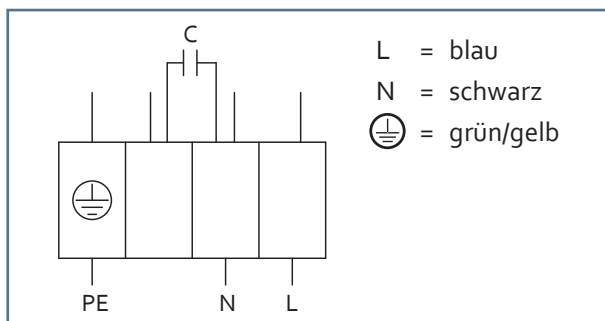 C
L = blau
N = schwarz
= grün/gelb
PE N L